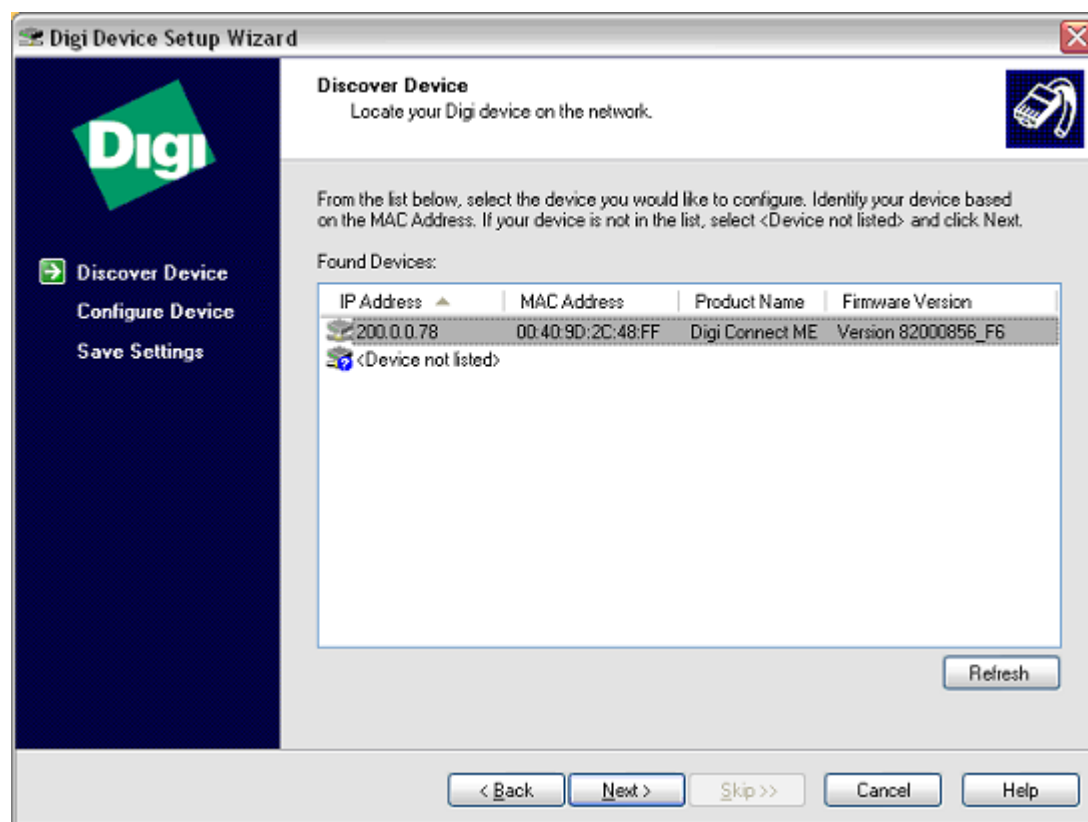 Digi Device Setup Wizard
Digi
Discover Device
Configure Device
Save Settings
Discover Device
Locate your Digi device on the network.
From the list below, select the device you would like to configure. Identify your device based
on the MAC Address. If your device is not in the list, select <Device not listed> and click Next.
Found Devices:
IP Address MAC Address Product Name Firmware Version
200.0.0.78 00:40:9D:2C:48:FF Digi Connect ME Version 82000856_F6
<Device not listed>
Refresh
< Back Next > Skip >> Cancel Help